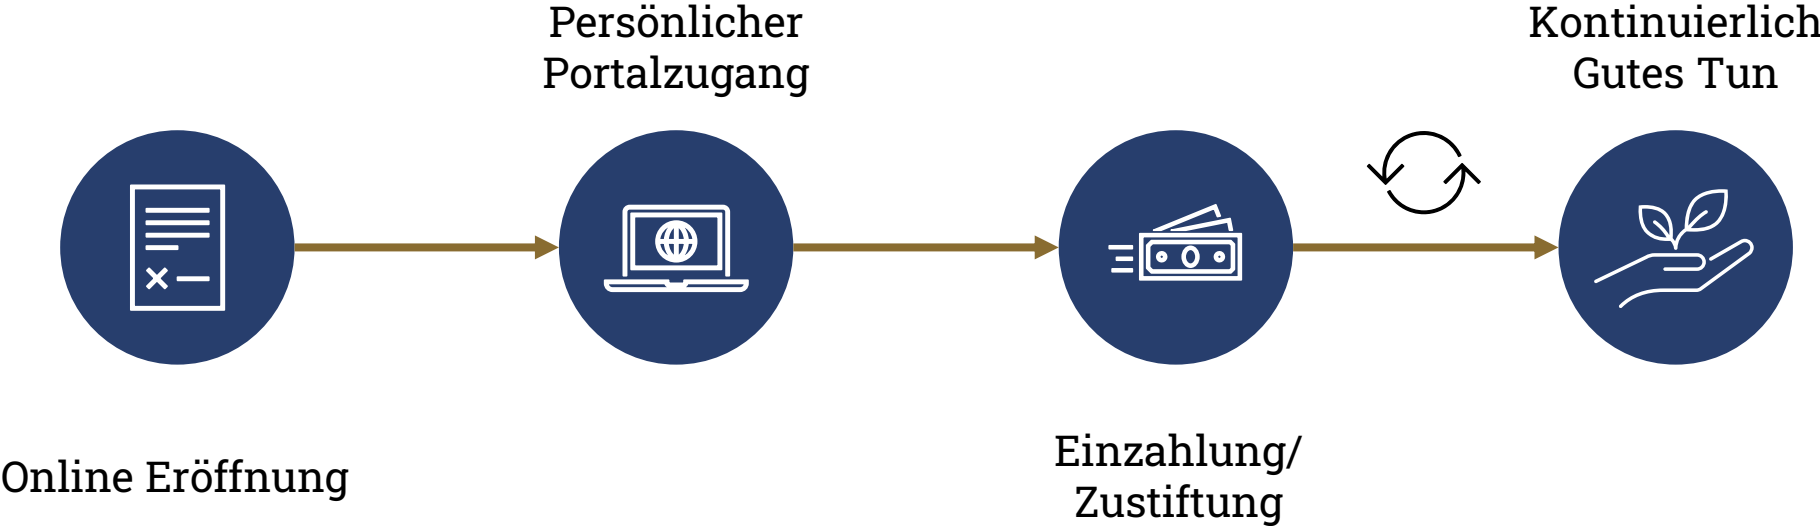 Persönlicher
Portalzugang
Kontinuierlich
Gutes Tun
Online Eröffnung
Einzahlung/
Zustiftung